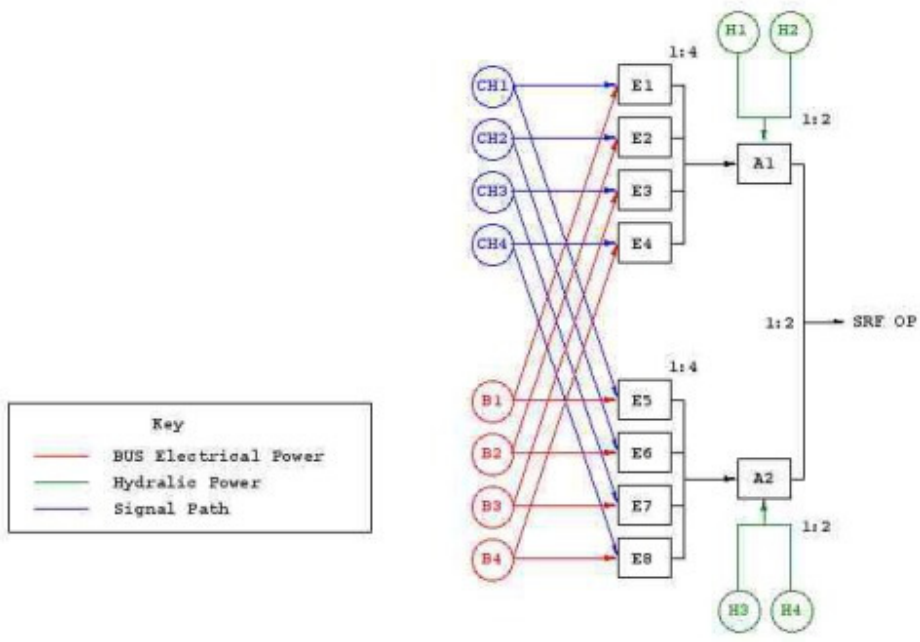 H1 H2
1:4
CH1 E1
1:2
CH2 E2
A1
CH3 E3
CH4 E4
1:2 SRF OP
1:4
B1 E5
Key
BUS Electrical Power
B2 E6
A2
Hydralic Power
Signal Path
B3 E7
1:2
B4 E8
H3 H4